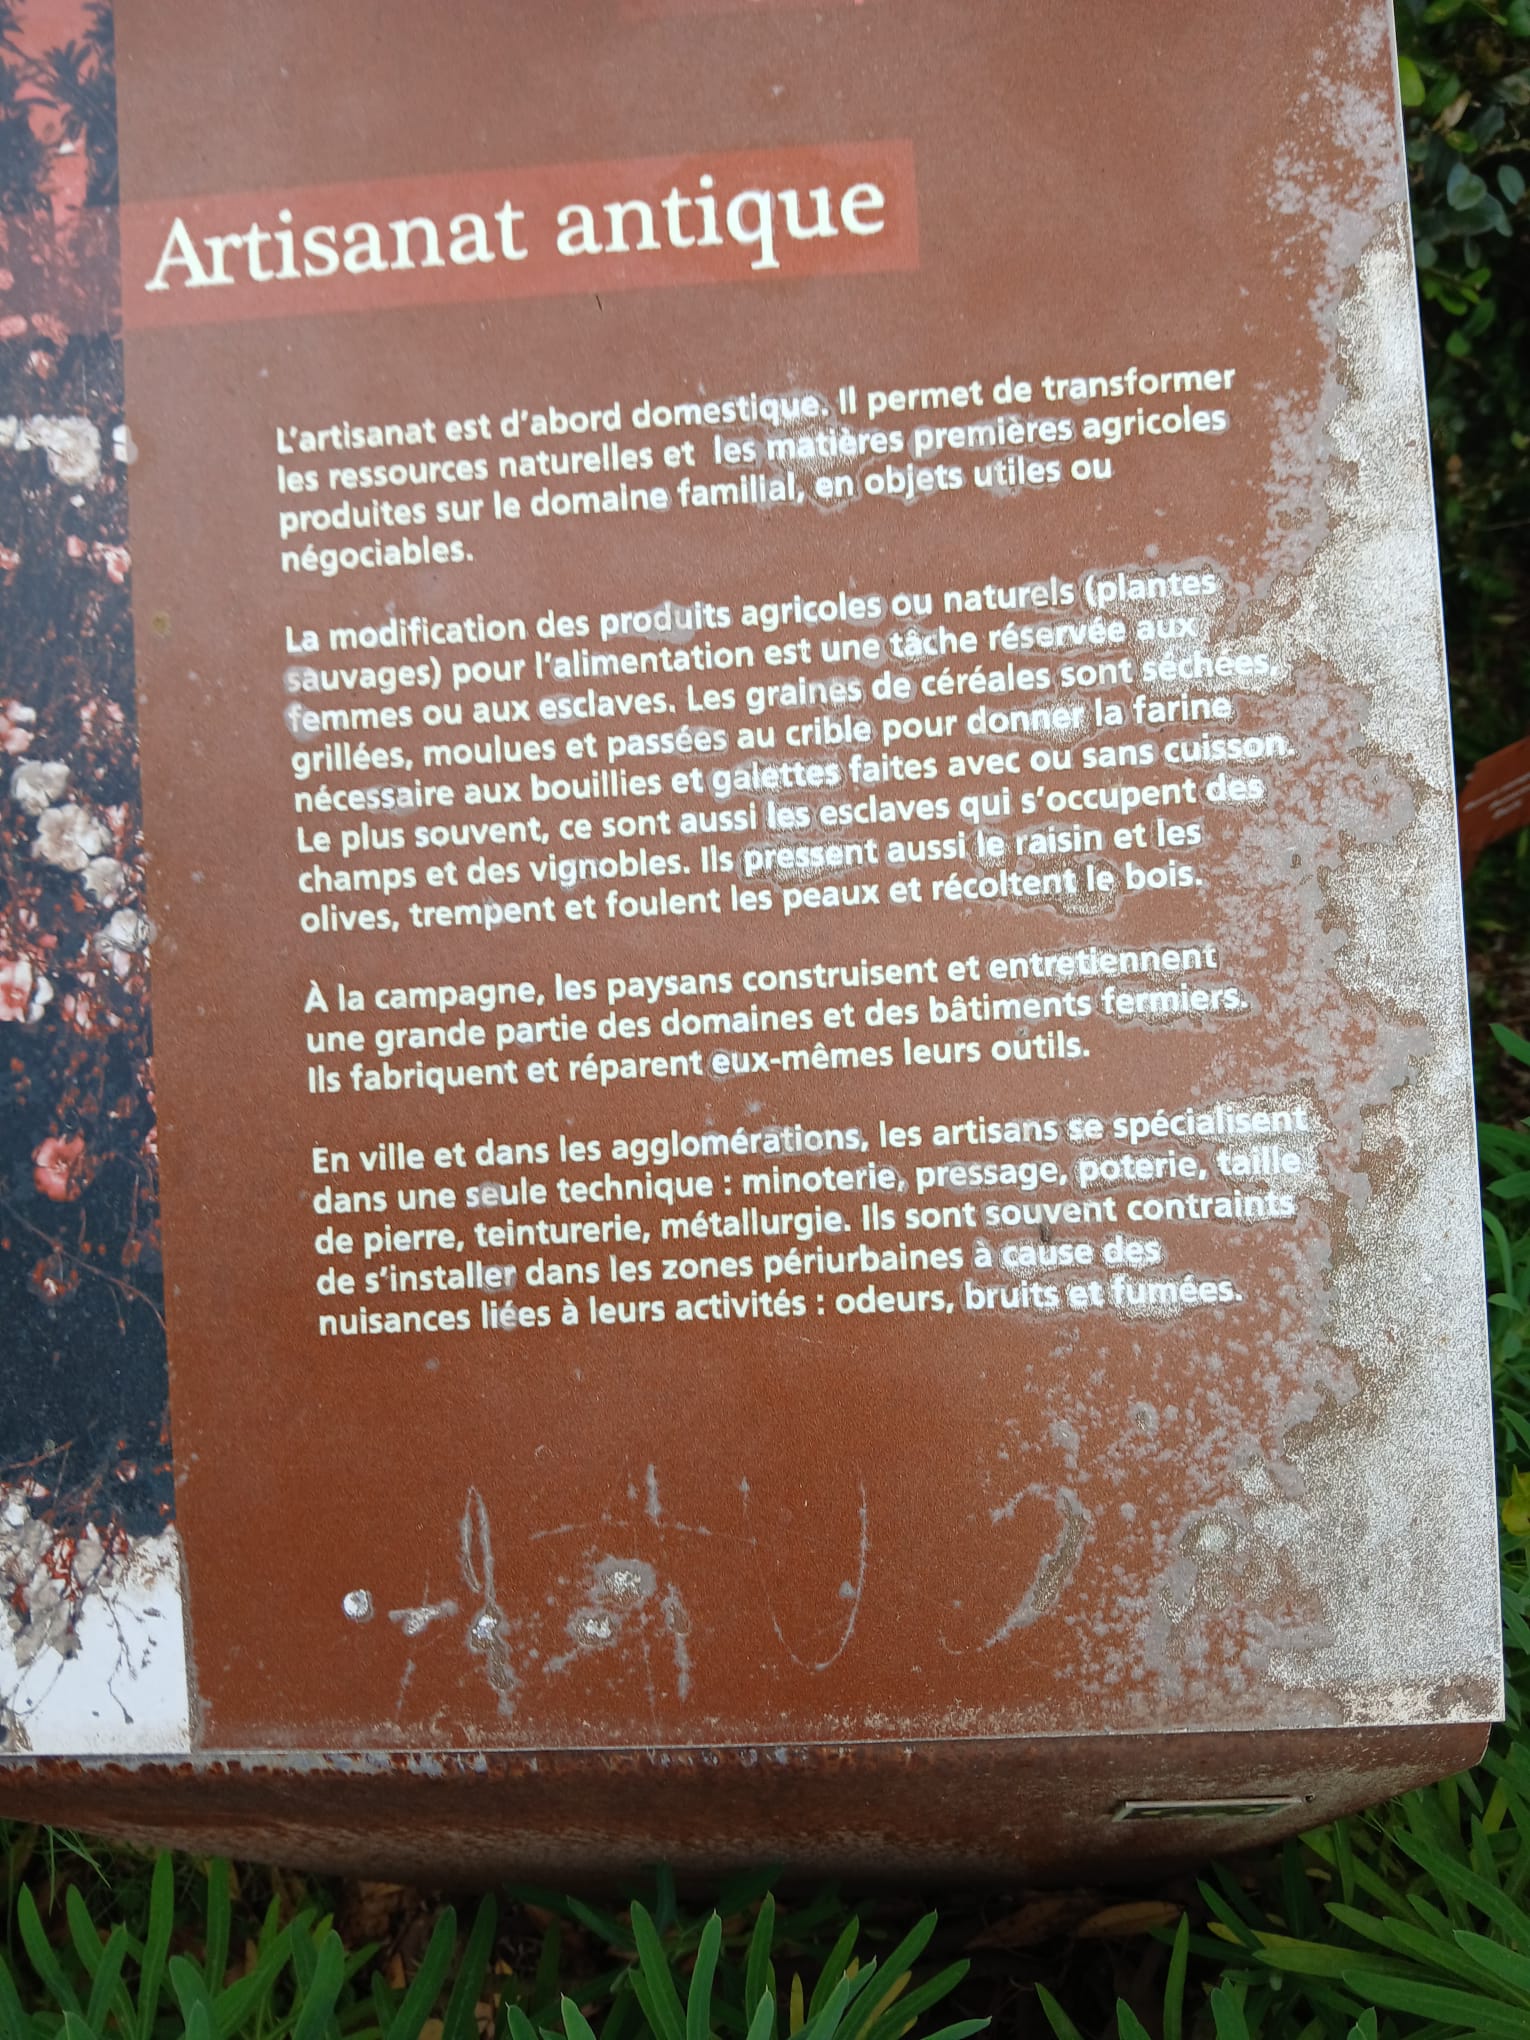 Artisanat antique
L'artisanat est d'abord domestique. Il permet de transformer
les ressources naturelles et les matières premières agricoles
produites sur le domaine familial, en objets utiles ou
négociables.
La modification des produits agricoles ou naturels (plantes
sauvages) pour l'alimentation est une tâche réservée aux
femmes ou aux esclaves. Les graines de céréales sont séchées,
grillées, moulues et passées au crible pour donner la farine
nécessaire aux bouillies et galettes faites avec ou sans cuisson.
Le plus souvent, ce sont aussi les esclaves qui s'occupent des
champs et des vignobles. Ils pressent aussi le raisin et les
olives, trempent et foulent les peaux et récoltent le bois.
À la campagne, les paysans construisent et entretiennent
une grande partie des domaines et des bâtiments fermiers.
Ils fabriquent et réparent eux-mêmes leurs outils.
En ville et dans les agglomérations, les artisans se spécialisent
dans une seule technique : minoterie, pressage, poterie, taille
de pierre, teinturerie, métallurgie. Ils sont souvent contraints
de s'installer dans les zones périurbaines à cause des
nuisances liées à leurs activités : odeurs, bruits et fumées.